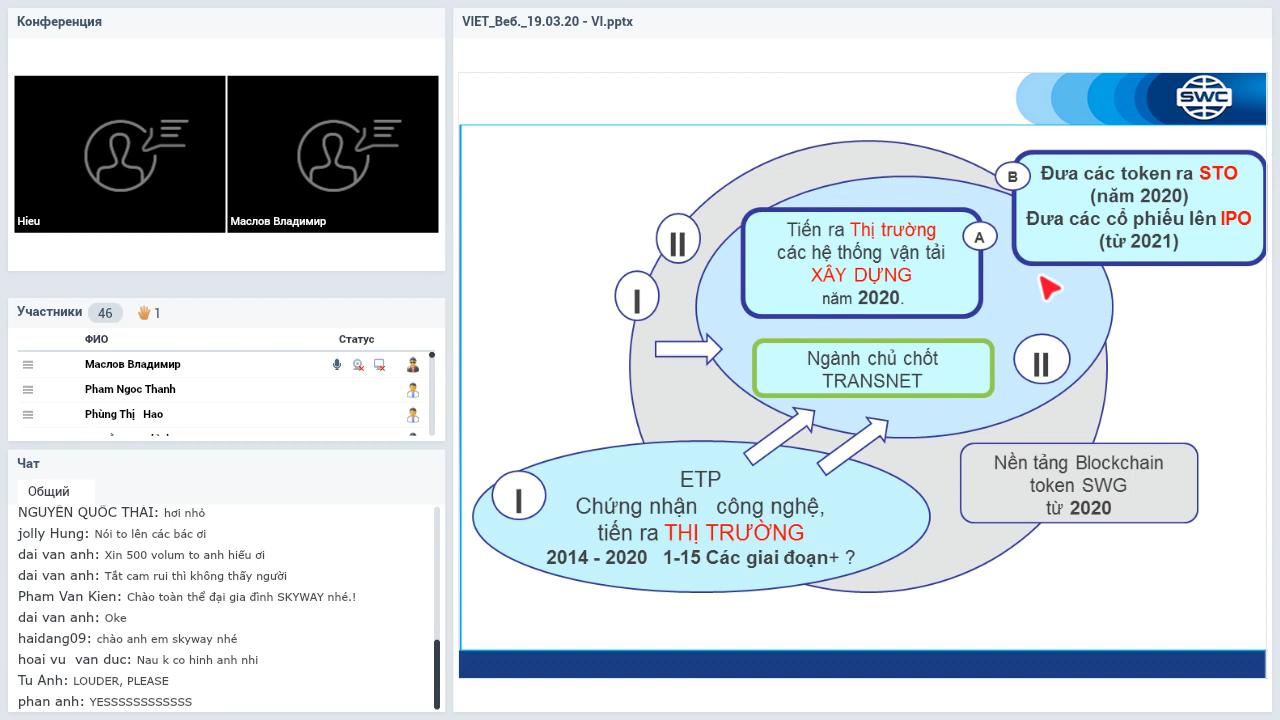 Конференция
Hieu
Маслов Владимир
Участники 46 1
ФИО Статус
Маслов Владимир
Pham Ngoc Thanh
Phùng Thị Hao
Чат
Общий
NGUYÊN QUỐC THAI: hơi nhỏ
jolly Hung: Nói to lên các bác ơi
dai van anh: Xin 500 volum to anh hiếu ơi
dai van anh: Tắt cam rui thì không thấy người
Pham Van Kien: Chào toàn thể đại gia đình SKYWAY nhé.!
dai van anh: Oke
haidang09: chào anh em skyway nhé
hoai vu van duc: Nau k co hinh anh nhi
Tu Anh: LOUDER, PLEASE
phan anh: YESSSSSSSSSSSS
VIET_Веб._19.03.20 - VI.pptx
SWC
B
Đưa các token ra STO
(năm 2020)
Đưa các cổ phiếu lên IPO
(từ 2021)
A
Tiến ra Thị trường
các hệ thống vận tải
XÂY DỰNG
năm 2020.
II
I
Ngành chủ chốt
TRANSNET
II
Nền tảng Blockchain
token SWG
từ 2020
I
ETP
Chứng nhận công nghệ,
tiến ra THỊ TRƯỜNG
2014 - 2020 1-15 Các giai đoạn+ ?